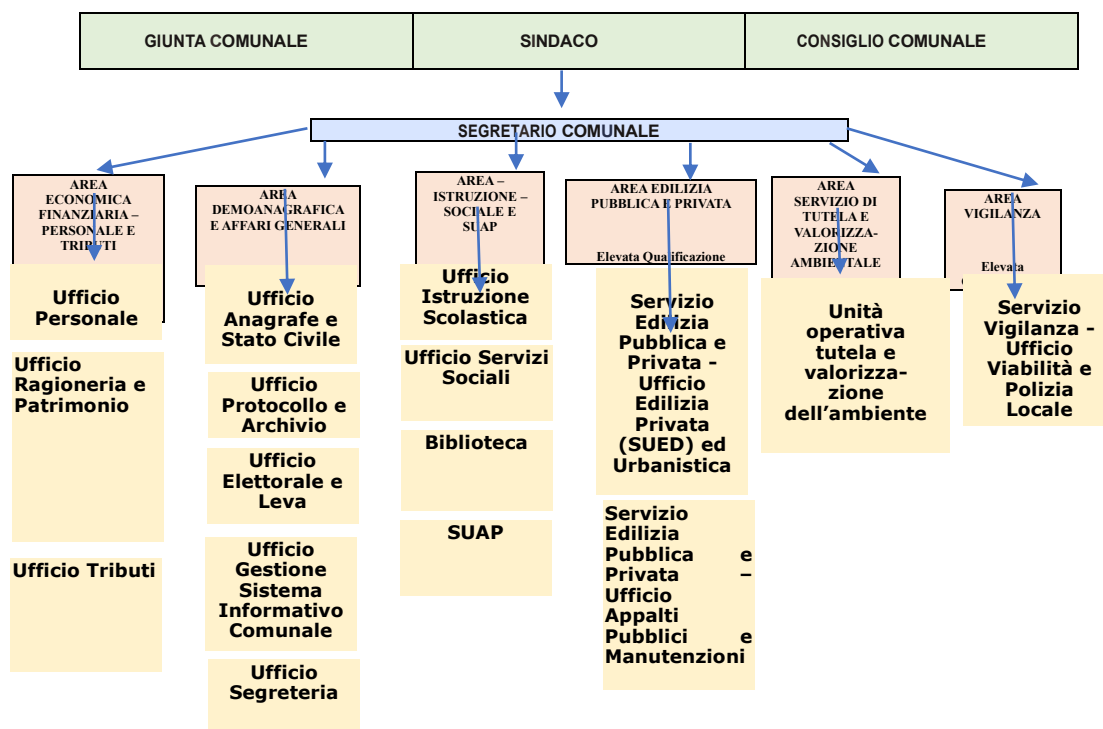 GIUNTA COMUNALE
SINDACO
CONSIGLIO COMUNALE
SEGRETARIO COMUNALE
AREA
ECONOMICA
FINANZIARIA –
PERSONALE E
TRIBUTI
Ufficio
Personale
Ufficio
Ragioneria e
Patrimonio
Ufficio Tributi
AREA
DEMOANAGRAFICA
E AFFARI GENERALI
Ufficio
Anagrafe e
Stato Civile
Ufficio
Protocollo e
Archivio
Ufficio
Elettorale e
Leva
Ufficio
Gestione
Sistema
Informativo
Comunale
Ufficio
Segreteria
AREA –
ISTRUZIONE –
SOCIALE E
SUAP
Ufficio
Istruzione
Scolastica
Ufficio Servizi
Sociali
Biblioteca
SUAP
AREA EDILIZIA
PUBBLICA E PRIVATA
Elevata Qualificazione
Servizio
Edilizia
Pubblica e
Privata -
Ufficio
Edilizia
Privata
(SUED) ed
Urbanistica
Servizio
Edilizia
Pubblica e
Privata –
Ufficio
Appalti
Pubblici e
Manutenzioni
AREA
SERVIZIO DI
TUTELA E
VALORIZZA-
ZIONE
AMBIENTALE
Unità
operativa
tutela e
valorizza-
zione
dell’ambiente
AREA
VIGILANZA
Elevata
Servizio
Vigilanza -
Ufficio
Viabilità e
Polizia
Locale